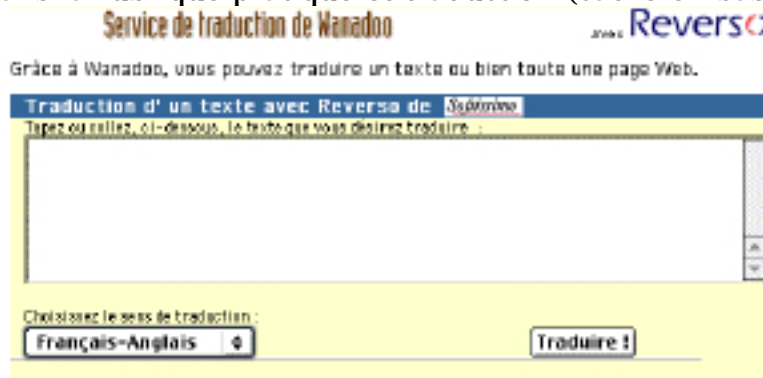 Service de traduction de Wanadoo
avec Reverso
Grâce à Wanadoo, vous pouvez traduire un texte ou bien toute une page Web.
Traduction d' un texte avec Reverso de Softissimo
Tapez ou collez, ci-dessous, le texte que vous désirez traduire :
Choisissez le sens de traduction :
Français-Anglais
Traduire !